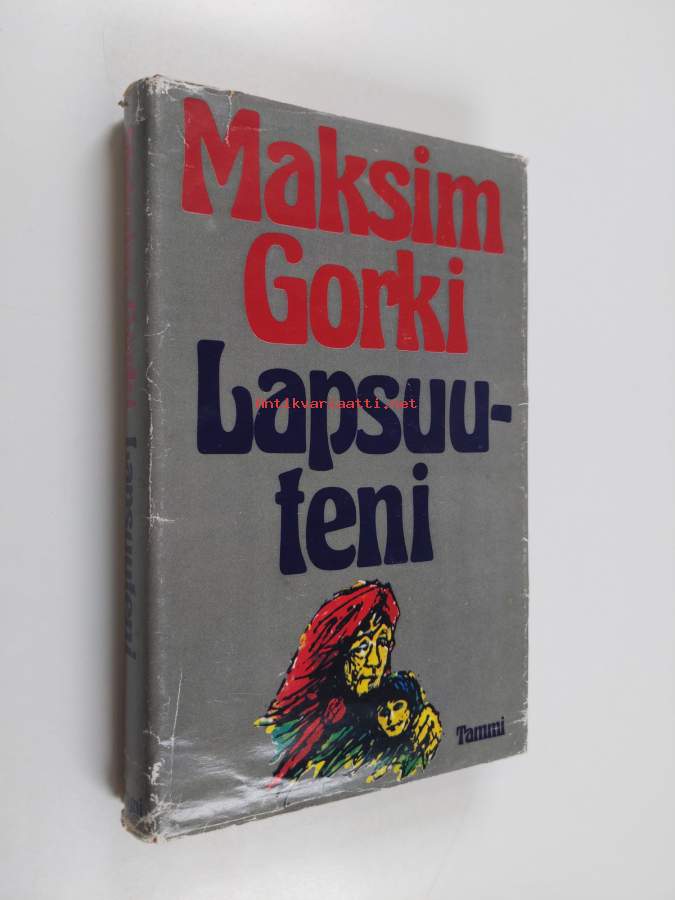 Maksim
Gorki
Lapsuu-
teni
Antikvariaatti.net
Tammi
Lapsuuteni